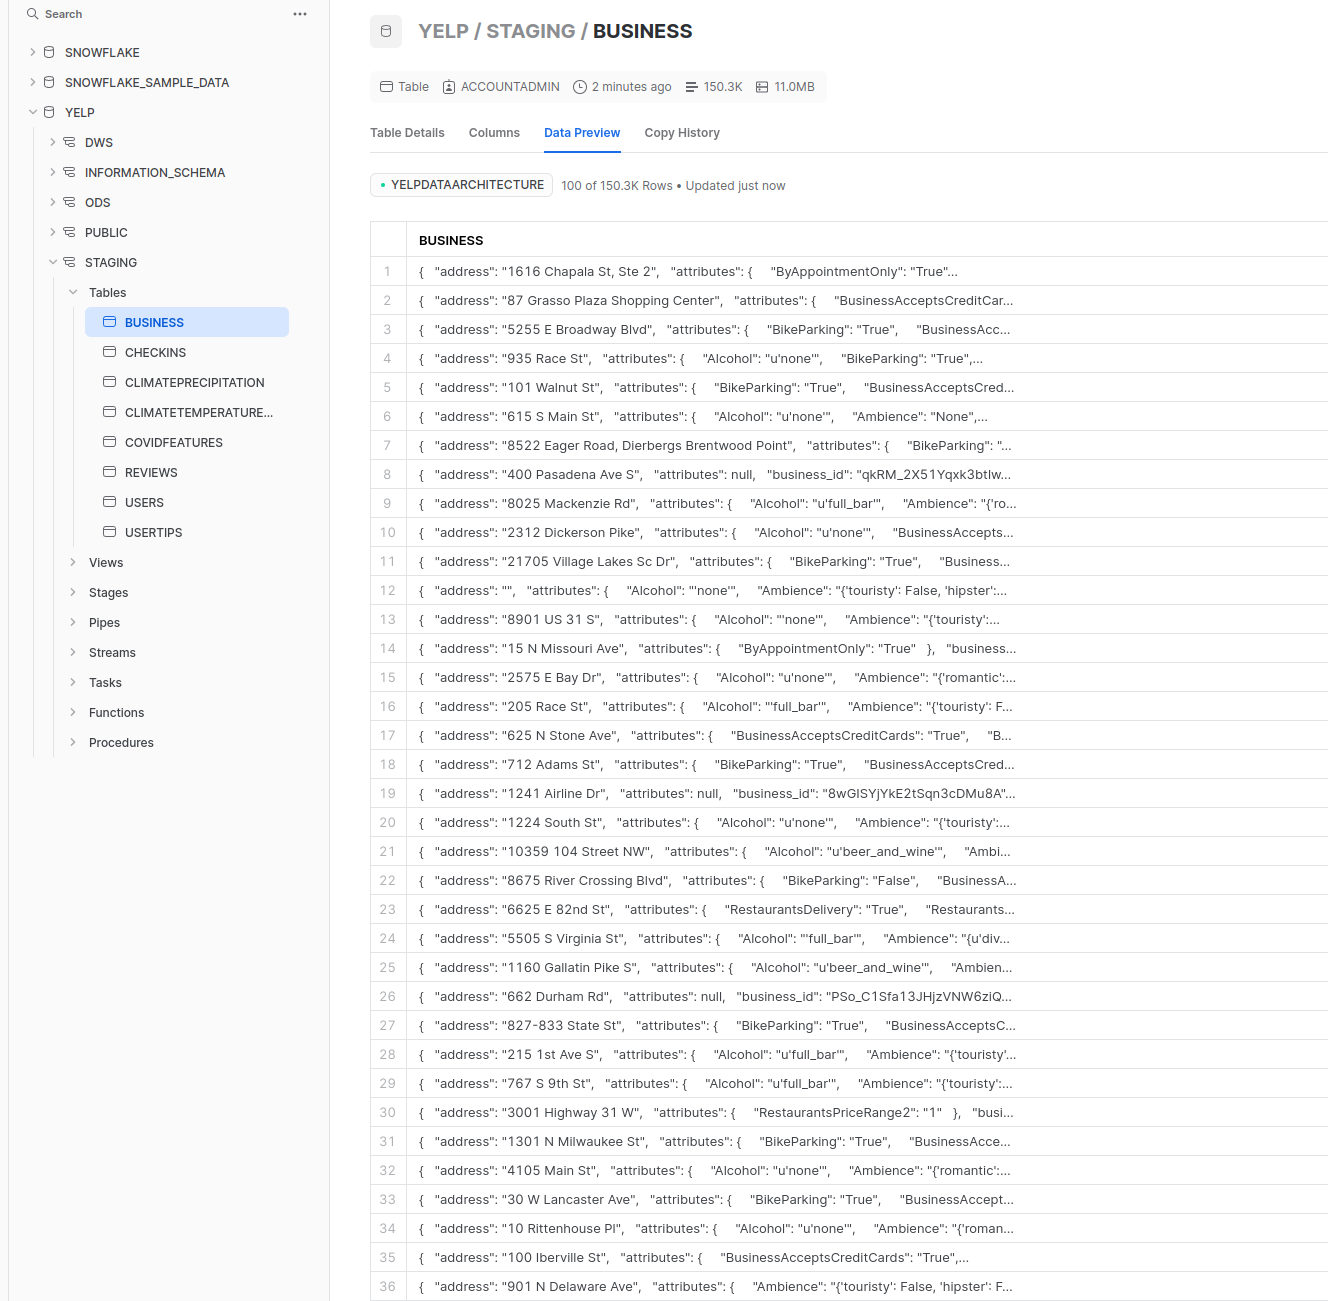 Search
SNOWFLAKE
SNOWFLAKE_SAMPLE_DATA
YELP
DWS
INFORMATION_SCHEMA
ODS
PUBLIC
STAGING
Tables
BUSINESS
CHECKINS
CLIMATEPRECIPITATION
CLIMATETEMPERATURE...
COVIDFEATURES
REVIEWS
USERS
USERTIPS
Views
Stages
Pipes
Streams
Tasks
Functions
Procedures
YELP / STAGING / BUSINESS
Table ACCOUNTADMIN 2 minutes ago 150.3K 11.0MB
Table Details Columns Data Preview Copy History
YELPDATAARCHITECTURE 100 of 150.3K Rows • Updated just now
BUSINESS
1 { "address": "1616 Chapala St, Ste 2", "attributes": { "ByAppointmentOnly": "True"...
2 { "address": "87 Grasso Plaza Shopping Center", "attributes": { "BusinessAcceptsCreditCar...
3 { "address": "5255 E Broadway Blvd", "attributes": { "BikeParking": "True", "BusinessAcc...
4 { "address": "935 Race St", "attributes": { "Alcohol": "u'none'", "BikeParking": "True",...
5 { "address": "101 Walnut St", "attributes": { "BikeParking": "True", "BusinessAcceptsCred...
6 { "address": "615 S Main St", "attributes": { "Alcohol": "u'none'", "Ambience": "None",...
7 { "address": "8522 Eager Road, Dierbergs Brentwood Point", "attributes": { "BikeParking": "...
8 { "address": "400 Pasadena Ave S", "attributes": null, "business_id": "qkRM_2X51Yqxk3btlw...
9 { "address": "8025 Mackenzie Rd", "attributes": { "Alcohol": "u'full_bar'", "Ambience": "{'ro...
10 { "address": "2312 Dickerson Pike", "attributes": { "Alcohol": "u'none'", "BusinessAccepts...
11 { "address": "21705 Village Lakes Sc Dr", "attributes": { "BikeParking": "True", "Business...
12 { "address": "", "attributes": { "Alcohol": "'none'", "Ambience": "{'touristy': False, 'hipster':...
13 { "address": "8901 US 31 S", "attributes": { "Alcohol": "'none'", "Ambience": "{'touristy':...
14 { "address": "15 N Missouri Ave", "attributes": { "ByAppointmentOnly": "True" }, "business...
15 { "address": "2575 E Bay Dr", "attributes": { "Alcohol": "u'none'", "Ambience": "{'romantic':...
16 { "address": "205 Race St", "attributes": { "Alcohol": "'full_bar'", "Ambience": "{'touristy': F...
17 { "address": "625 N Stone Ave", "attributes": { "BusinessAcceptsCreditCards": "True", "B...
18 { "address": "712 Adams St", "attributes": { "BikeParking": "True", "BusinessAcceptsCred...
19 { "address": "1241 Airline Dr", "attributes": null, "business_id": "8wGISYjYkE2tSqn3cDMu8A"...
20 { "address": "1224 South St", "attributes": { "Alcohol": "u'none'", "Ambience": "{'touristy':...
21 { "address": "10359 104 Street NW", "attributes": { "Alcohol": "u'beer_and_wine'", "Ambi...
22 { "address": "8675 River Crossing Blvd", "attributes": { "BikeParking": "False", "BusinessA...
23 { "address": "6625 E 82nd St", "attributes": { "RestaurantsDelivery": "True", "Restaurants...
24 { "address": "5505 S Virginia St", "attributes": { "Alcohol": "'full_bar'", "Ambience": "{u'div...
25 { "address": "1160 Gallatin Pike S", "attributes": { "Alcohol": "u'beer_and_wine'", "Ambien...
26 { "address": "662 Durham Rd", "attributes": null, "business_id": "PSo_C1Sfa13JHjzVNW6ziQ...
27 { "address": "827-833 State St", "attributes": { "BikeParking": "True", "BusinessAcceptsC...
28 { "address": "215 1st Ave S", "attributes": { "Alcohol": "u'full_bar'", "Ambience": "{'touristy'...
29 { "address": "767 S 9th St", "attributes": { "Alcohol": "u'full_bar'", "Ambience": "{'touristy':...
30 { "address": "3001 Highway 31 W", "attributes": { "RestaurantsPriceRange2": "1" }, "busi...
31 { "address": "1301 N Milwaukee St", "attributes": { "BikeParking": "True", "BusinessAcce...
32 { "address": "4105 Main St", "attributes": { "Alcohol": "u'none'", "Ambience": "{'romantic':...
33 { "address": "30 W Lancaster Ave", "attributes": { "BikeParking": "True", "BusinessAccept...
34 { "address": "10 Rittenhouse Pl", "attributes": { "Alcohol": "u'none'", "Ambience": "{'roman...
35 { "address": "100 Iberville St", "attributes": { "BusinessAcceptsCreditCards": "True",...
36 { "address": "901 N Delaware Ave", "attributes": { "Ambience": "{'touristy': False, 'hipster': F...